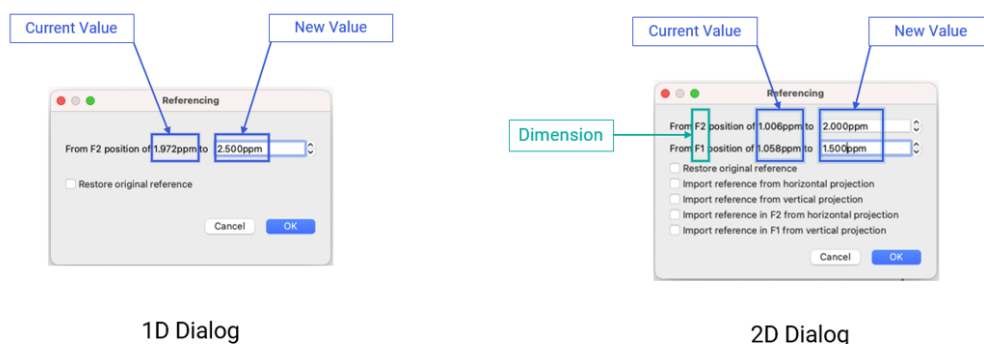 Current Value
New Value
Referencing
From F2 position of 1.972ppm to 2.500ppm
Restore original reference
Cancel
OK
1D Dialog
Current Value
New Value
Dimension
Referencing
From F2 position of 1.006ppm to 2.000ppm
From F1 position of 1.058ppm to 1.500ppm
Restore original reference
Import reference from horizontal projection
Import reference from vertical projection
Import reference in F2 from horizontal projection
Import reference in F1 from vertical projection
Cancel
OK
2D Dialog